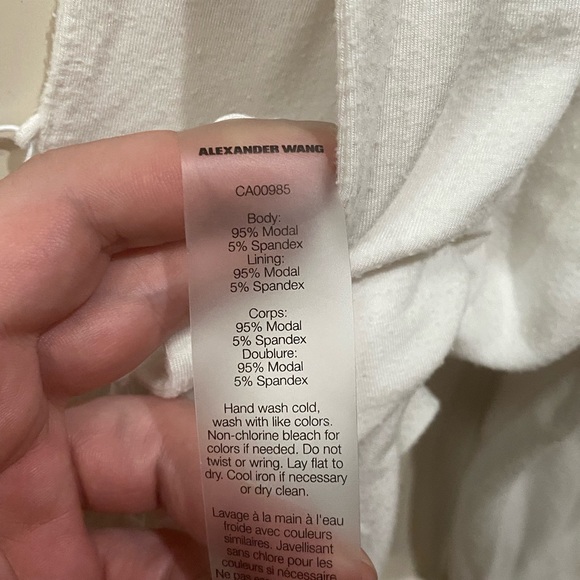 ALEXANDER WANG
CA00985
Body:
95% Modal
5% Spandex
Lining:
95% Modal
5% Spandex
Corps:
95% Modal
5% Spandex
Doublure:
95% Modal
5% Spandex
Hand wash cold,
wash with like colors.
Non-chlorine bleach for
colors if needed. Do not
twist or wring. Lay flat to
dry. Cool iron if necessary
or dry clean.
Lavage à la main à l'eau
froide avec couleurs
similaires. Javellisant
sans chlore pour les
couleurs si nécessaire
Ne pas